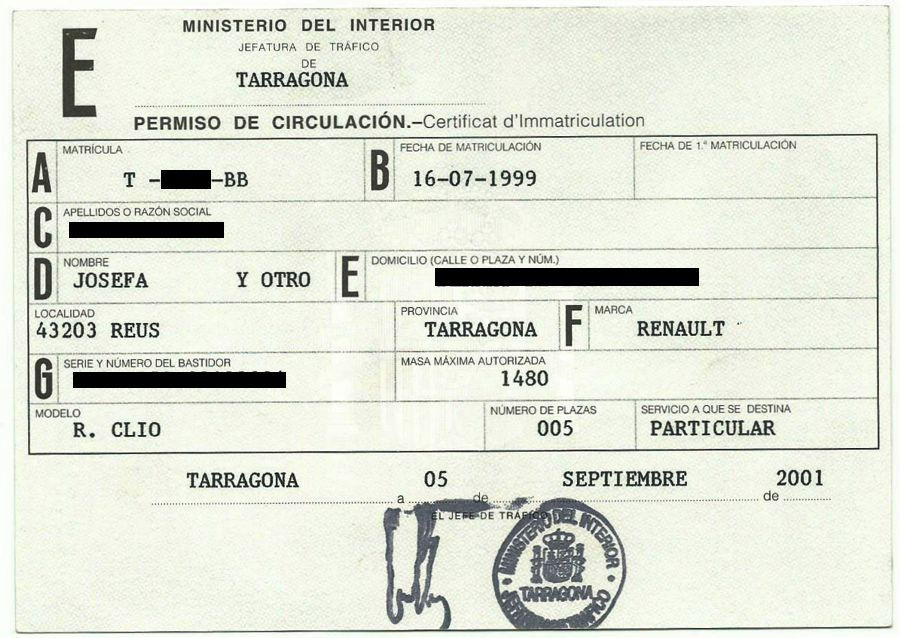 E
MINISTERIO DEL INTERIOR
JEFATURA DE TRÁFICO
DE
TARRAGONA
PERMISO DE CIRCULACIÓN.–Certificat d'Immatriculation
A MATRÍCULA
T - -BB
B FECHA DE MATRICULACIÓN
16-07-1999
FECHA DE 1.ª MATRICULACIÓN
C APELLIDOS O RAZÓN SOCIAL
D NOMBRE
JOSEFA Y OTRO
E DOMICILIO (CALLE O PLAZA Y NÚM.)
LOCALIDAD
43203 REUS
PROVINCIA
TARRAGONA
F MARCA
RENAULT
G SERIE Y NÚMERO DEL BASTIDOR
MASA MÁXIMA AUTORIZADA
1480
MODELO
R. CLIO
NÚMERO DE PLAZAS
005
SERVICIO A QUE SE DESTINA
PARTICULAR
TARRAGONA a 05 de SEPTIEMBRE de 2001
EL JEFE DE TRÁFICO
MINISTERIO DEL INTERIOR
TARRAGONA
JEFATURA DE TRÁFICO